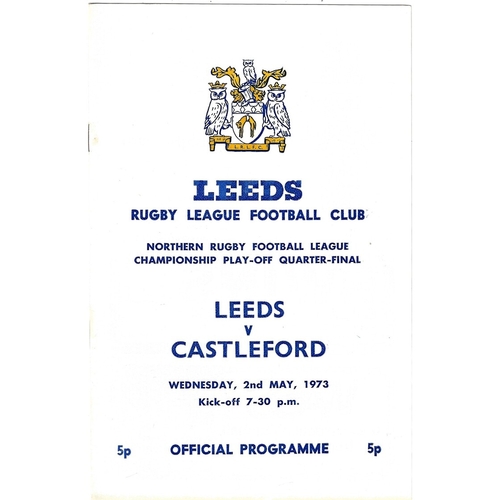 L.R.L.F.C.
LEEDS
RUGBY LEAGUE FOOTBALL CLUB
NORTHERN RUGBY FOOTBALL LEAGUE
CHAMPIONSHIP PLAY-OFF QUARTER-FINAL
LEEDS
v
CASTLEFORD
WEDNESDAY, 2nd MAY, 1973
Kick-off 7-30 p.m.
5p OFFICIAL PROGRAMME 5p